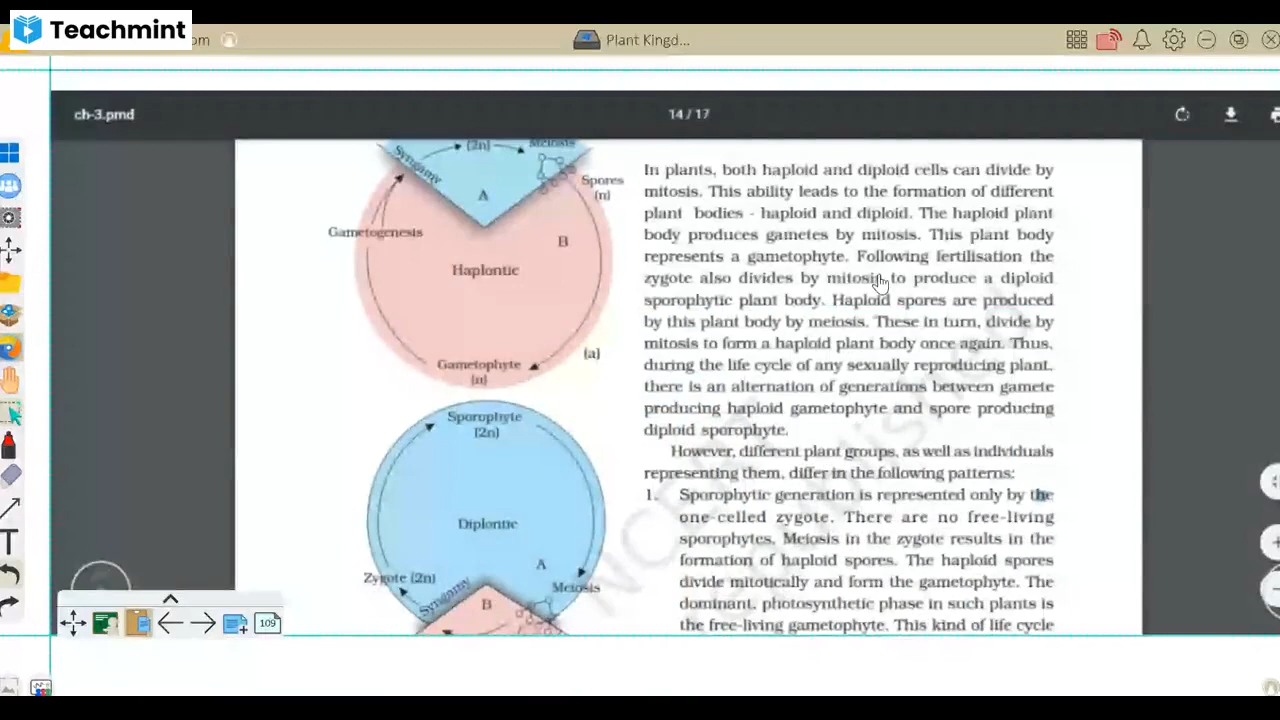 Teachmint
om
Plant Kingd...
ch-3.pmd
14 / 17
(2n)
Meiosis
Syngamy
Spores
(n)
A
Gametogenesis
B
Haplontic
(a)
Gametophyte
(n)
Sporophyte
(2n)
Diplontic
A
Zygote (2n)
Meiosis
Syngamy
B
In plants, both haploid and diploid cells can divide by
mitosis. This ability leads to the formation of different
plant bodies - haploid and diploid. The haploid plant
body produces gametes by mitosis. This plant body
represents a gametophyte. Following fertilisation the
zygote also divides by mitosis to produce a diploid
sporophytic plant body. Haploid spores are produced
by this plant body by meiosis. These in turn, divide by
mitosis to form a haploid plant body once again. Thus,
during the life cycle of any sexually reproducing plant,
there is an alternation of generations between gamete
producing haploid gametophyte and spore producing
diploid sporophyte.
However, different plant groups, as well as individuals
representing them, differ in the following patterns:
1. Sporophytic generation is represented only by the
one-celled zygote. There are no free-living
sporophytes. Meiosis in the zygote results in the
formation of haploid spores. The haploid spores
divide mitotically and form the gametophyte. The
dominant, photosynthetic phase in such plants is
the free-living gametophyte. This kind of life cycle
109